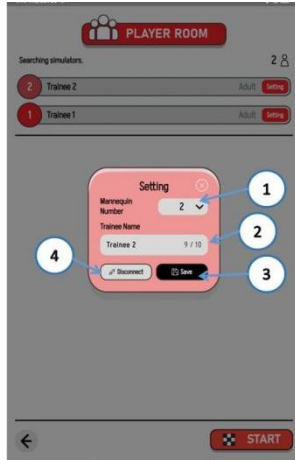 PLAYER ROOM
Searching simulators.
2
2 Trainee 2 Adult Setting
1 Trainee 1 Adult Setting
Setting
Mannequin
Number
2
Trainee Name
Trainee 2 9 / 10
Disconnect Save
1
2
3
4
START